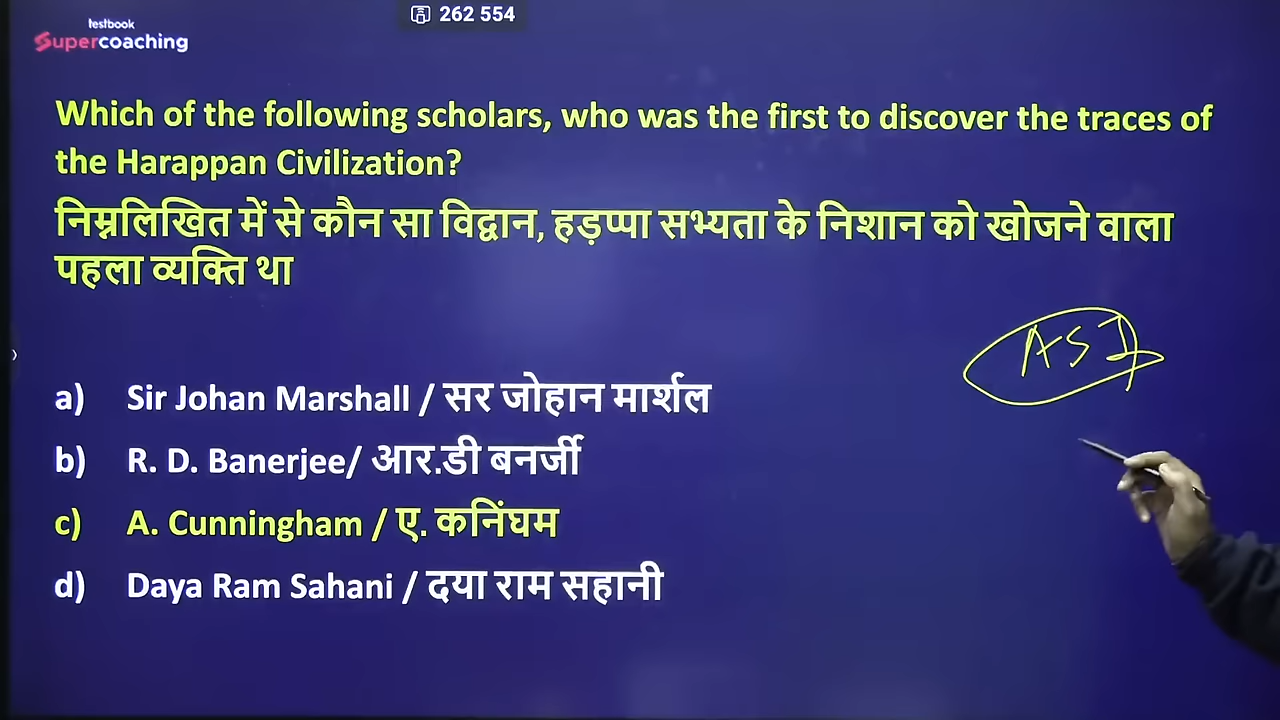 262 554
testbook
Supercoaching
Which of the following scholars, who was the first to discover the traces of
the Harappan Civilization?
निम्नलिखित में से कौन सा विद्वान, हड़प्पा सभ्यता के निशान को खोजने वाला
पहला व्यक्ति था
ASI
a) Sir Johan Marshall / सर जोहान मार्शल
b) R. D. Banerjee/ आर.डी बनर्जी
c) A. Cunningham / ए. कनिंघम
d) Daya Ram Sahani / दया राम सहानी